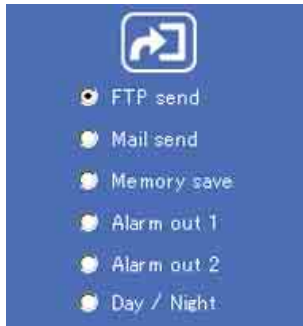 FTP send
Mail send
Memory save
Alarm out 1
Alarm out 2
Day / Night